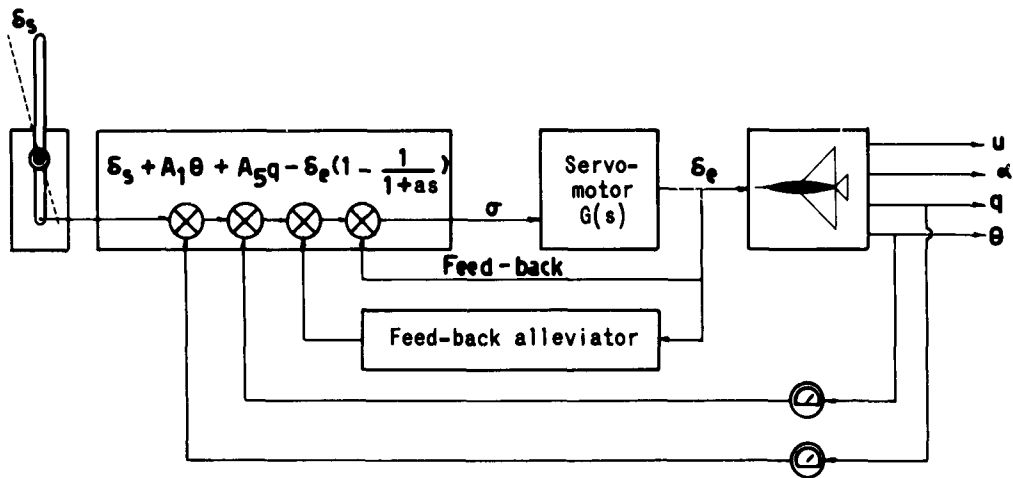 δs
δs + A1θ + A5q - δe(1 - 1/(1+as))
σ
Servo-
motor
G(s)
δe
u
α
q
θ
Feed-back
Feed-back alleviator